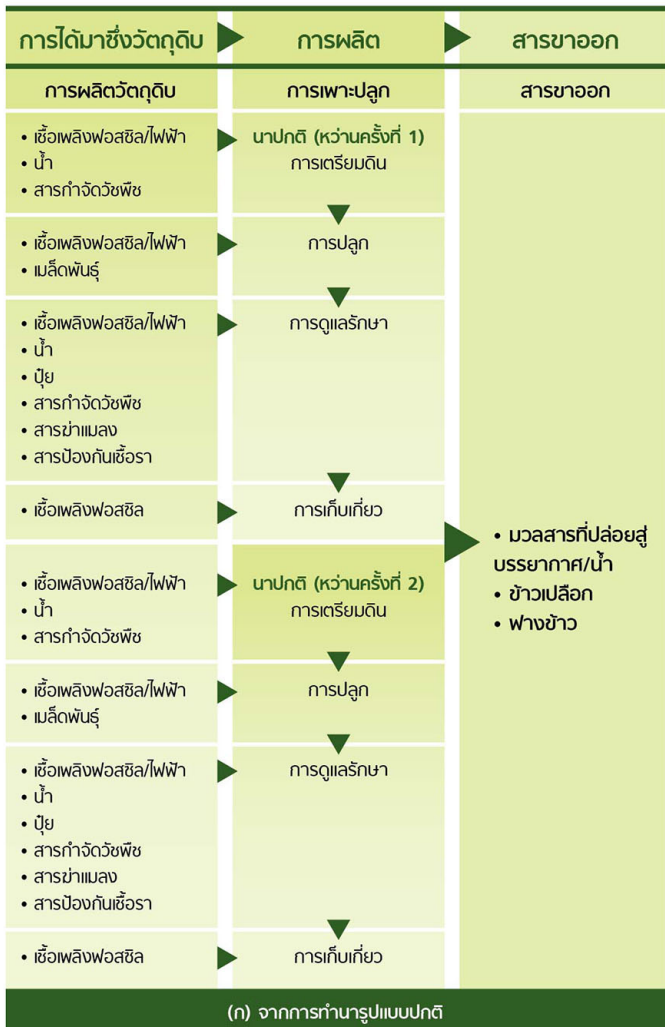 การได้มาซึ่งวัตถุดิบ
การผลิต
สารขาออก
การผลิตวัตถุดิบ
การเพาะปลูก
สารขาออก
• เชื้อเพลิงฟอสซิล/ไฟฟ้า
• น้ำ
• สารกำจัดวัชพืช
นาปกติ (หว่านครั้งที่ 1)
การเตรียมดิน
• เชื้อเพลิงฟอสซิล/ไฟฟ้า
• เมล็ดพันธุ์
การปลูก
• เชื้อเพลิงฟอสซิล/ไฟฟ้า
• น้ำ
• ปุ๋ย
• สารกำจัดวัชพืช
• สารฆ่าแมลง
• สารป้องกันเชื้อรา
การดูแลรักษา
• เชื้อเพลิงฟอสซิล
การเก็บเกี่ยว
• เชื้อเพลิงฟอสซิล/ไฟฟ้า
• น้ำ
• สารกำจัดวัชพืช
นาปกติ (หว่านครั้งที่ 2)
การเตรียมดิน
• เชื้อเพลิงฟอสซิล/ไฟฟ้า
• เมล็ดพันธุ์
การปลูก
• เชื้อเพลิงฟอสซิล/ไฟฟ้า
• น้ำ
• ปุ๋ย
• สารกำจัดวัชพืช
• สารฆ่าแมลง
• สารป้องกันเชื้อรา
การดูแลรักษา
• เชื้อเพลิงฟอสซิล
การเก็บเกี่ยว
• มวลสารที่ปล่อยสู่
บรรยากาศ/น้ำ
• ข้าวเปลือก
• ฟางข้าว
(ก) จากการทำนารูปแบบปกติ